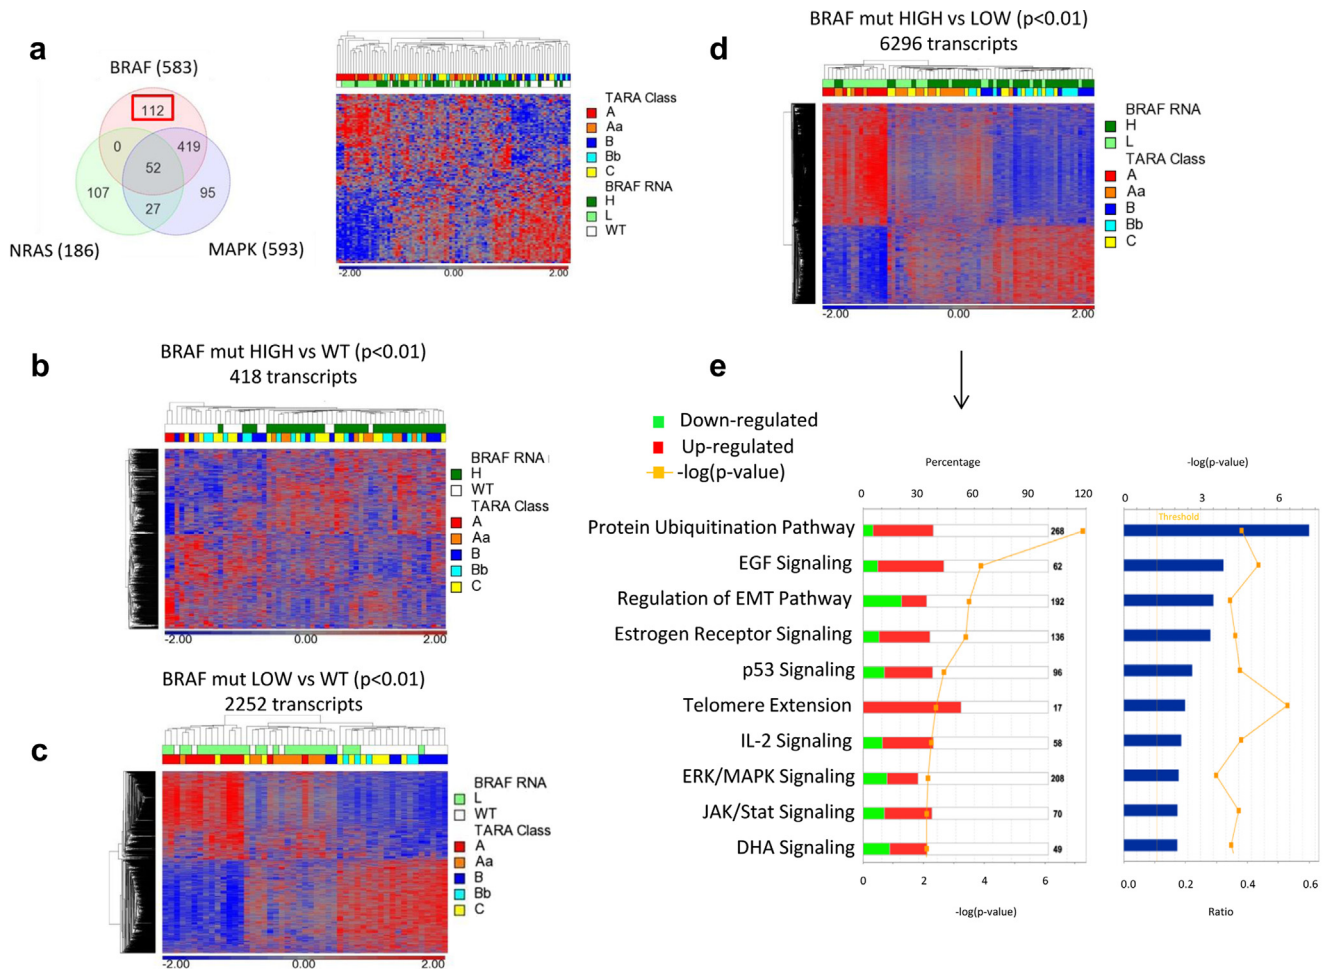 a
BRAF (583)
112
0
419
52
107
95
27
NRAS (186)
MAPK (593)
TARA Class
A
Aa
B
Bb
C
BRAF RNA
H
L
WT
-2.00
0.00
2.00
b
BRAF mut HIGH vs WT (p<0.01)
418 transcripts
BRAF RNA
H
WT
TARA Class
A
Aa
B
Bb
C
-2.00
0.00
2.00
c
BRAF mut LOW vs WT (p<0.01)
2252 transcripts
BRAF RNA
L
WT
TARA Class
A
Aa
B
Bb
C
-2.00
0.00
2.00
d
BRAF mut HIGH vs LOW (p<0.01)
6296 transcripts
BRAF RNA
H
L
TARA Class
A
Aa
B
Bb
C
-2.00
0.00
2.00
e
Down-regulated
Up-regulated
-log(p-value)
Percentage
0 30 60 90 120
Protein Ubiquitination Pathway 268
EGF Signaling 62
Regulation of EMT Pathway 192
Estrogen Receptor Signaling 136
p53 Signaling 96
Telomere Extension 17
IL-2 Signaling 58
ERK/MAPK Signaling 208
JAK/Stat Signaling 70
DHA Signaling 49
0 2 4 6
-log(p-value)
-log(p-value)
0 3 6
Threshold
0.0 0.2 0.4 0.6
Ratio